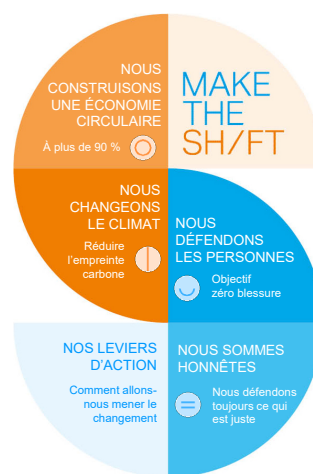 NOUS
CONSTRUISONS
UNE ÉCONOMIE
CIRCULAIRE
À plus de 90 %
MAKE
THE
SH/FT
NOUS
CHANGEONS
LE CLIMAT
Réduire
l'empreinte
carbone
NOUS
DÉFENDONS
LES PERSONNES
Objectif
zéro blessure
NOS LEVIERS
D'ACTION
Comment allons-
nous mener le
changement
NOUS SOMMES
HONNÊTES
Nous défendons
toujours ce qui
est juste